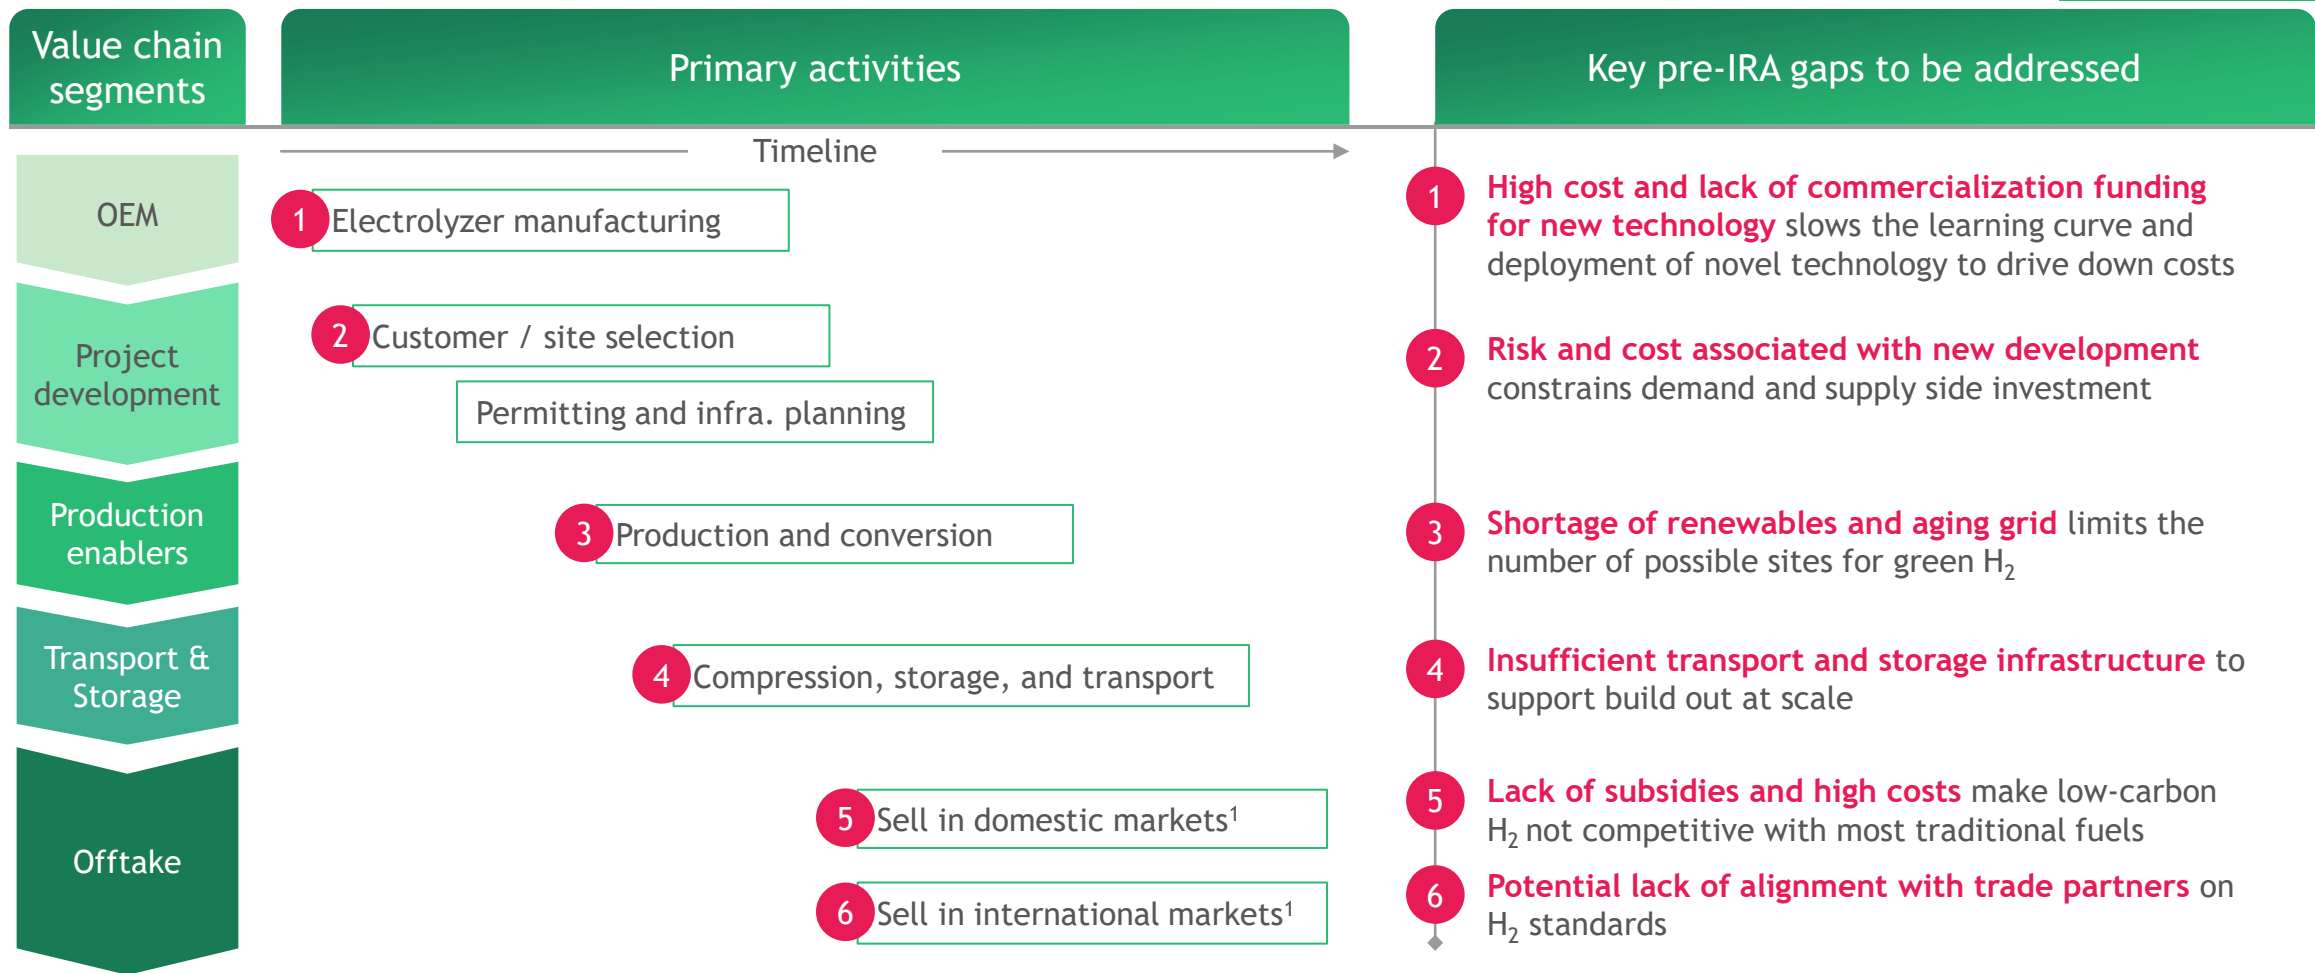 Value chain
segments
Primary activities
Key pre-IRA gaps to be addressed
Timeline
OEM
1 Electrolyzer manufacturing
1 High cost and lack of commercialization funding
for new technology slows the learning curve and
deployment of novel technology to drive down costs
Project
development
2 Customer / site selection
Permitting and infra. planning
2 Risk and cost associated with new development
constrains demand and supply side investment
Production
enablers
3 Production and conversion
3 Shortage of renewables and aging grid limits the
number of possible sites for green H₂
Transport &
Storage
4 Compression, storage, and transport
4 Insufficient transport and storage infrastructure to
support build out at scale
Offtake
5 Sell in domestic markets¹
5 Lack of subsidies and high costs make low-carbon
H₂ not competitive with most traditional fuels
6 Sell in international markets¹
6 Potential lack of alignment with trade partners on
H₂ standards